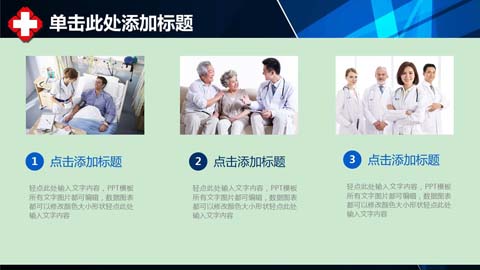 单击此处添加标题
1 点击添加标题
轻点此处输入文字内容，PPT模板
所有文字图片都可编辑，数据图表
都可以修改颜色大小形状轻点此处
输入文字内容
2 点击添加标题
轻点此处输入文字内容，PPT模板
所有文字图片都可编辑，数据图表
都可以修改颜色大小形状轻点此处
输入文字内容
3 点击添加标题
轻点此处输入文字内容，PPT模板
所有文字图片都可编辑，数据图表
都可以修改颜色大小形状轻点此处
输入文字内容